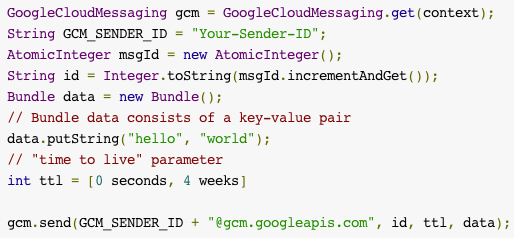 GoogleCloudMessaging gcm = GoogleCloudMessaging.get(context);
String GCM_SENDER_ID = "Your-Sender-ID";
AtomicInteger msgId = new AtomicInteger();
String id = Integer.toString(msgId.incrementAndGet());
Bundle data = new Bundle();
// Bundle data consists of a key-value pair
data.putString("hello", "world");
// "time to live" parameter
int ttl = [0 seconds, 4 weeks]
gcm.send(GCM_SENDER_ID + "@gcm.googleapis.com", id, ttl, data);